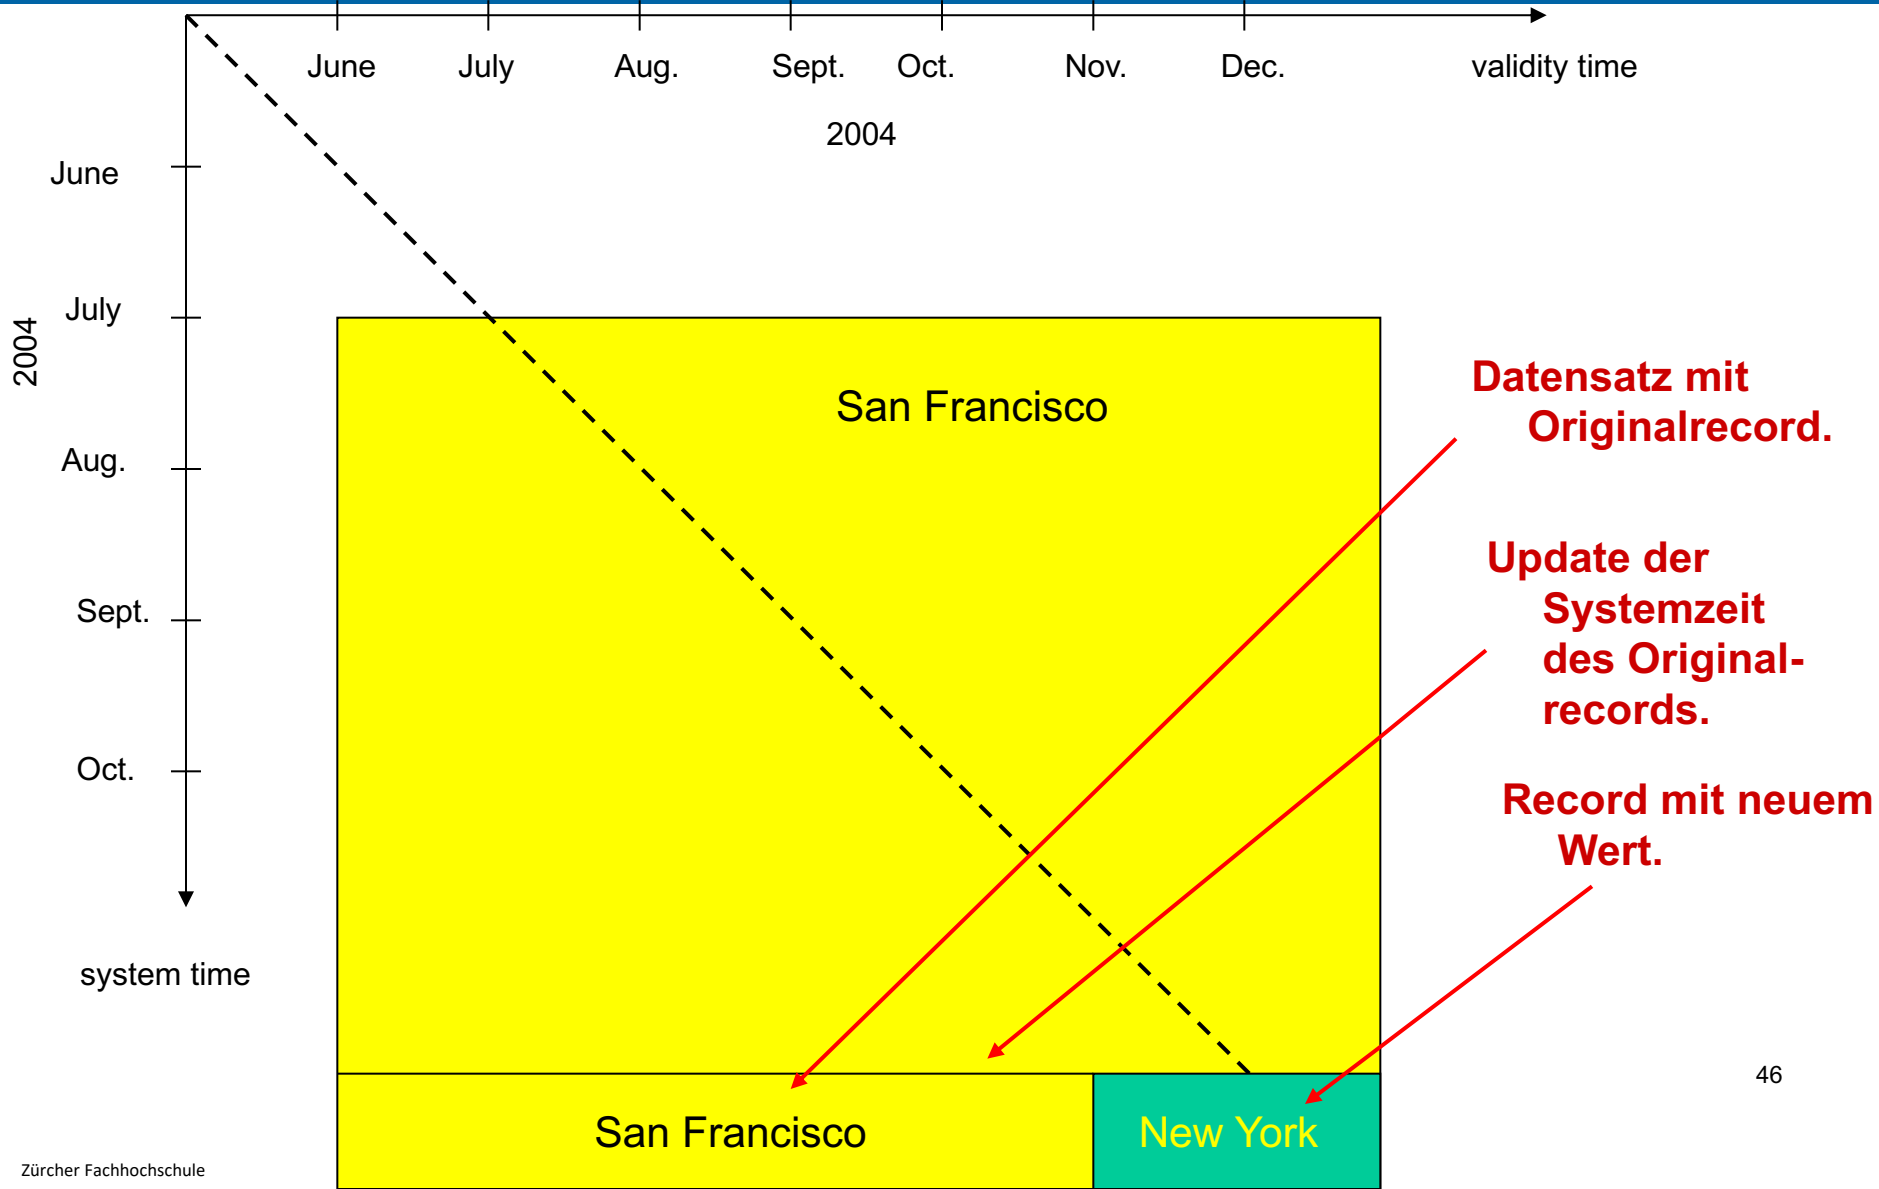 June July Aug. Sept. Oct. Nov. Dec. validity time
2004
June
July
2004
Aug.
Sept.
Oct.
system time
San Francisco
Datensatz mit
Originalrecord.
Update der
Systemzeit
des Original-
records.
Record mit neuem
Wert.
San Francisco
New York
46
Zürcher Fachhochschule